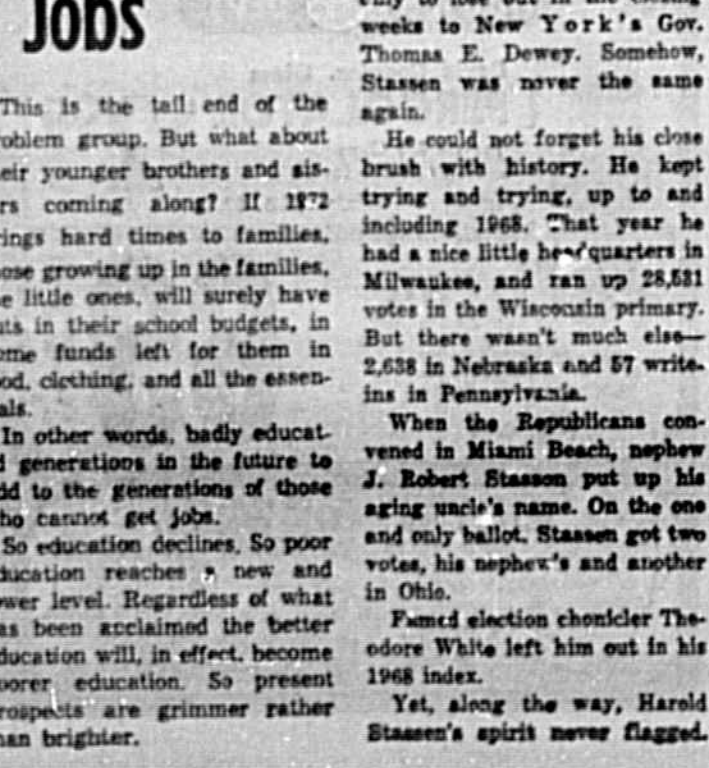 JOBS
This is the tail end of the
oblem group. But what about
eir younger brothers and sis-
rs coming along? If 1972
ings hard times to families,
ose growing up in the families,
e little ones, will surely have
ts in their school budgets, in
ome funds left for them in
od, clothing, and all the essen-
als.
In other words, badly educat-
d generations in the future to
dd to the generations of those
ho cannot get jobs.
So education declines. So poor
ducation reaches a new and
wer level. Regardless of what
as been acclaimed the better
ducation will, in effect, become
oorer education. So present
rospects are grimmer rather
han brighter.
weeks to New York's Gov.
Thomas E. Dewey. Somehow,
Stassen was never the same
again.
He could not forget his close
brush with history. He kept
trying and trying, up to and
including 1968. That year he
had a nice little headquarters in
Milwaukee, and ran up 28,531
votes in the Wisconsin primary.
But there wasn't much else—
2,638 in Nebraska and 57 write-
ins in Pennsylvania.
When the Republicans con-
vened in Miami Beach, nephew
J. Robert Stassen put up his
aging uncle's name. On the one
and only ballot, Stassen got two
votes, his nephew's and another
in Ohio.
Famed election chonicler The-
odore White left him out in his
1968 index.
Yet, along the way, Harold
Stassen's spirit never flagged.